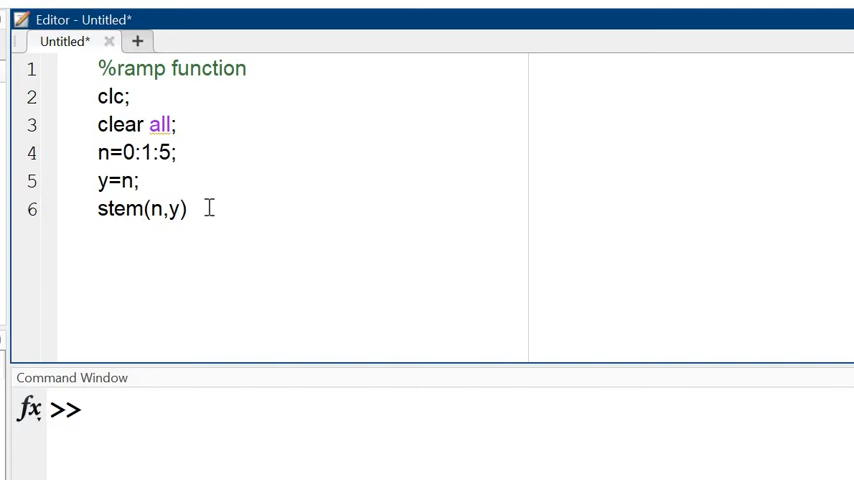 Editor - Untitled*
Untitled* × +
1 %ramp function
2 clc;
3 clear all;
4 n=0:1:5;
5 y=n;
6 stem(n,y)
Command Window
fx >>